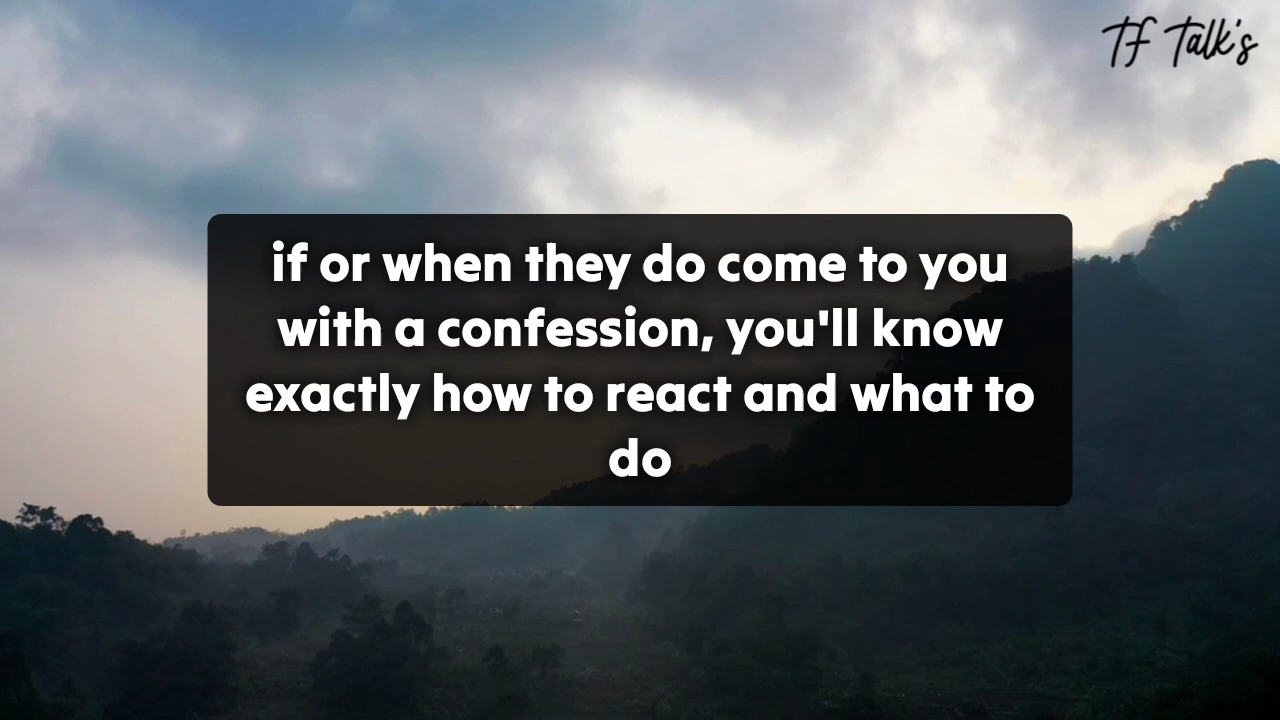 TF Talk's
if or when they do come to you
with a confession, you'll know
exactly how to react and what to
do